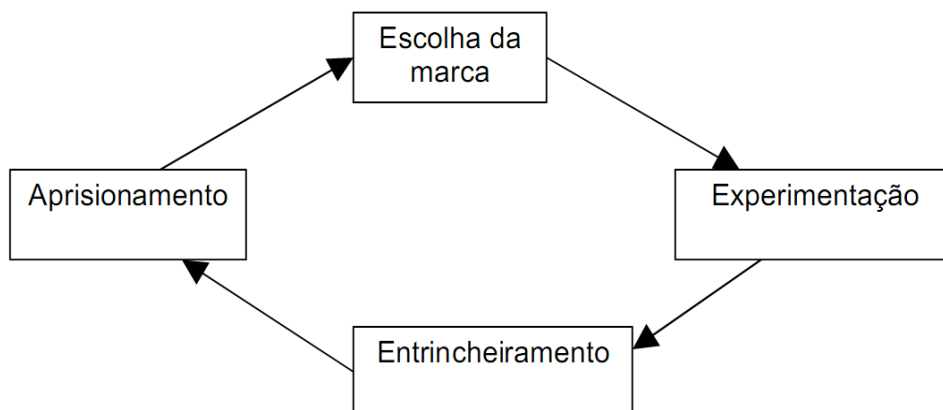 Escolha da
marca
Aprisionamento
Experimentação
Entrincheiramento